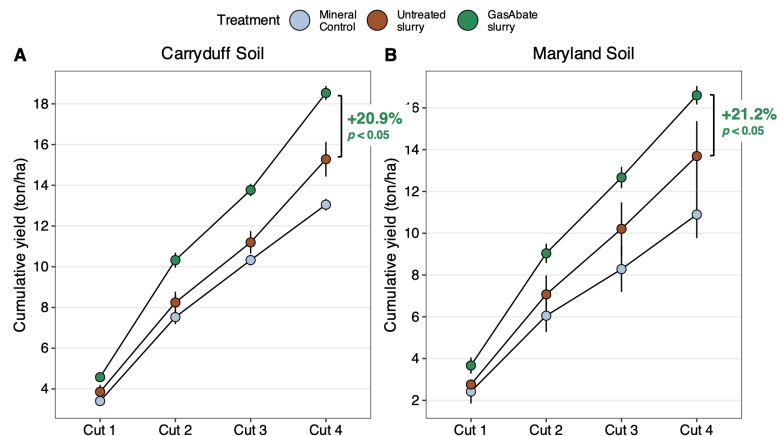 Treatment
Mineral
Control
Untreated
slurry
GasAbate
slurry
A
Carryduff Soil
Cumulative yield (ton/ha)
18
16
14
12
10
8
6
4
+20.9%
p < 0.05
Cut 1
Cut 2
Cut 3
Cut 4
B
Maryland Soil
Cumulative yield (ton/ha)
16
14
12
10
8
6
4
2
+21.2%
p < 0.05
Cut 1
Cut 2
Cut 3
Cut 4